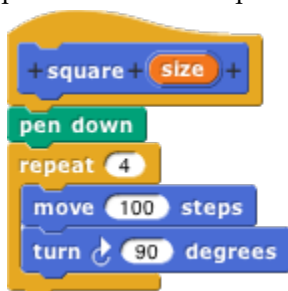 + square + size +
pen down
repeat 4
move 100 steps
turn 90 degrees